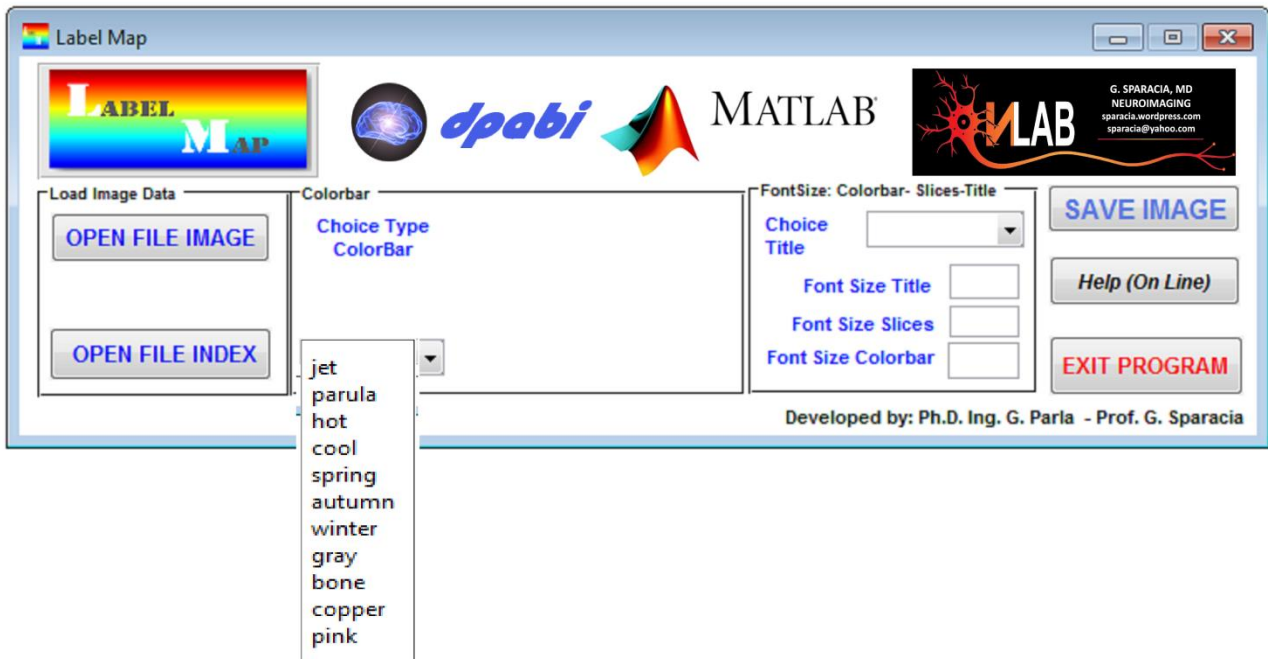 Label Map
LABEL
MAP
dpabi
MATLAB
NLAB
G. SPARACIA, MD
NEUROIMAGING
sparacia.wordpress.com
sparacia@yahoo.com
Load Image Data
OPEN FILE IMAGE
OPEN FILE INDEX
Colorbar
Choice Type
ColorBar
jet
parula
hot
cool
spring
autumn
winter
gray
bone
copper
pink
FontSize: Colorbar- Slices-Title
Choice
Title
Font Size Title
Font Size Slices
Font Size Colorbar
SAVE IMAGE
Help (On Line)
EXIT PROGRAM
Developed by: Ph.D. Ing. G. Parla - Prof. G. Sparacia